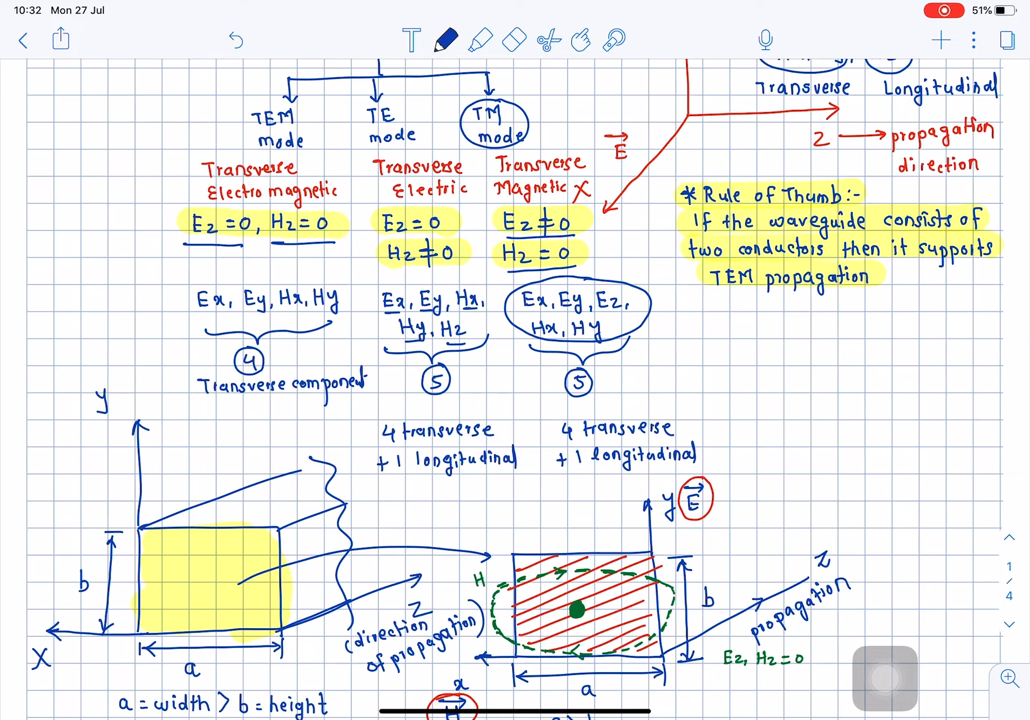 10:32 Mon 27 Jul
51%
TEM
mode
TE
mode
TM
mode
Transverse
Electromagnetic
Transverse
Electric
Transverse
Magnetic
Ez = 0, Hz = 0
Ez = 0
Hz ≠ 0
Ez ≠ 0
Hz = 0
Ex, Ey, Hx, Hy
4
Transverse component
Ex, Ey, Hx,
Hy, Hz
5
4 transverse
+ 1 longitudinal
Ex, Ey, Ez,
Hx, Hy
5
4 transverse
+ 1 longitudinal
Transverse
Longitudinal
E
X
Z → propagation
direction
* Rule of Thumb:-
If the waveguide consists of
two conductors then it supports
TEM propagation
y
b
X
a
Z
(direction
of propagation)
a = width > b = height
y E
H
b
Z
propagation
Ez, Hz = 0
x
a
H
1
/
4